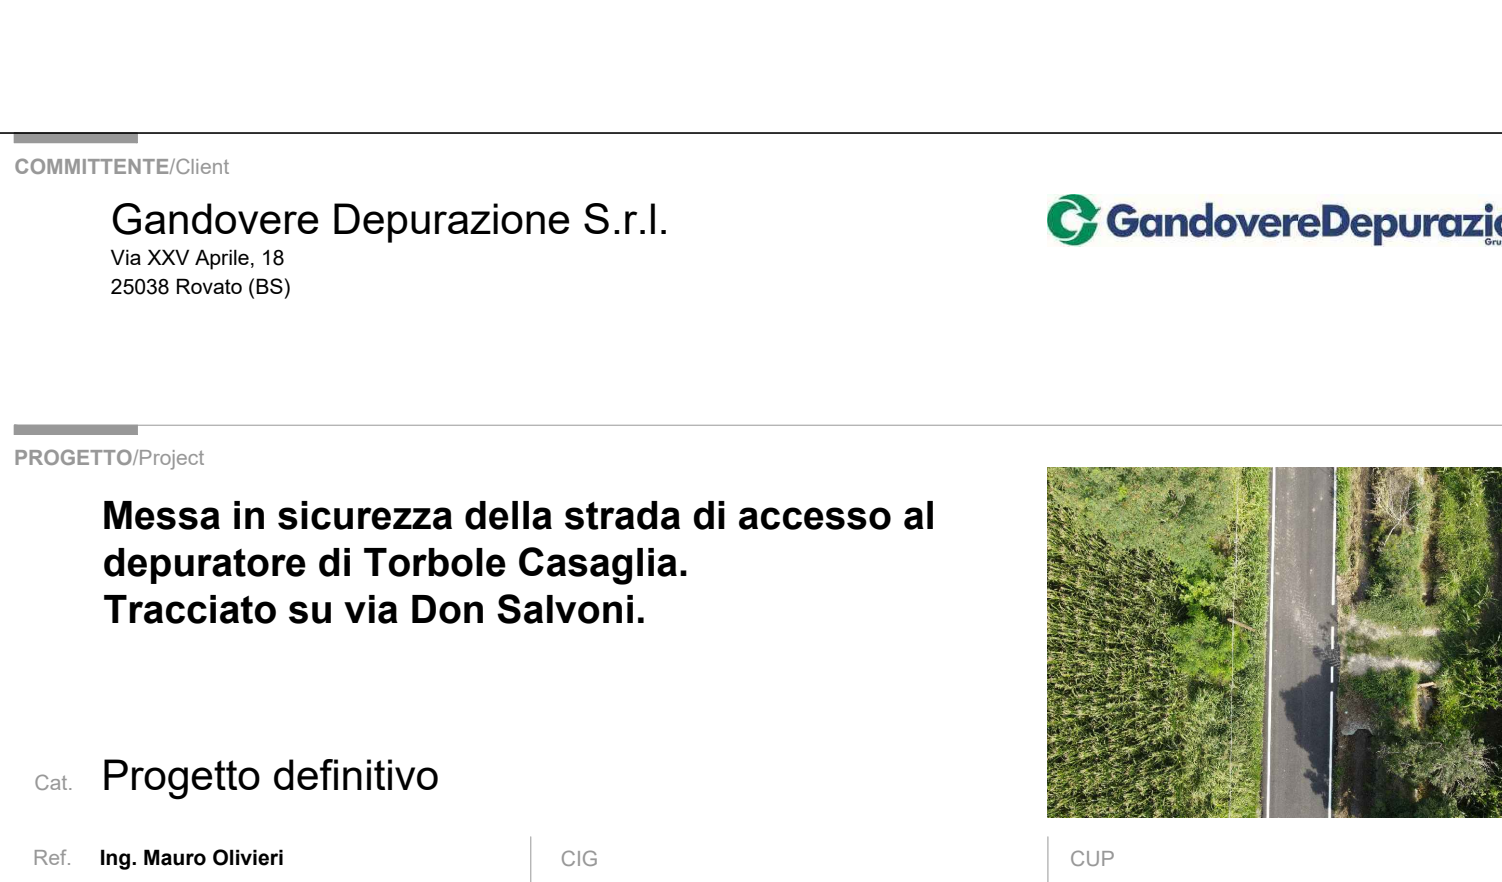 COMMITTENTE/Client
Gandovere Depurazione S.r.l.
Via XXV Aprile, 18
25038 Rovato (BS)
GandovereDepurazio
Gru
PROGETTO/Project
Messa in sicurezza della strada di accesso al
depuratore di Torbole Casaglia.
Tracciato su via Don Salvoni.
Cat. Progetto definitivo
Ref. Ing. Mauro Olivieri
CIG
CUP